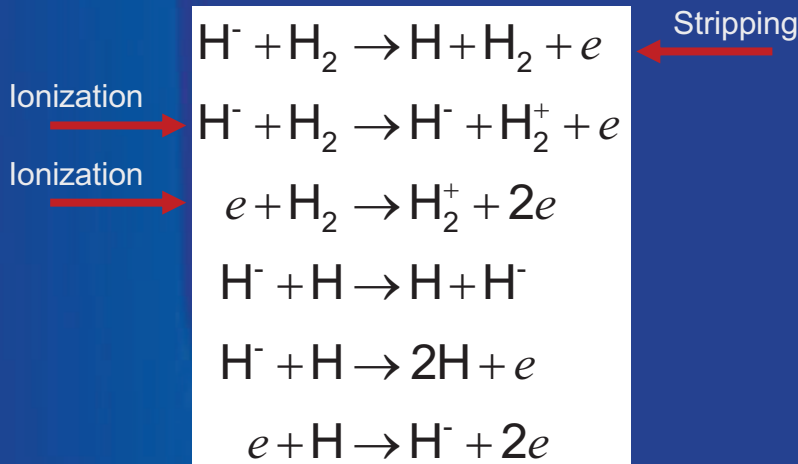 H⁻ + H₂ → H + H₂ + e
Stripping
Ionization
H⁻ + H₂ → H⁻ + H₂⁺ + e
Ionization
e + H₂ → H₂⁺ + 2e
H⁻ + H → H + H⁻
H⁻ + H → 2H + e
e + H → H⁻ + 2e